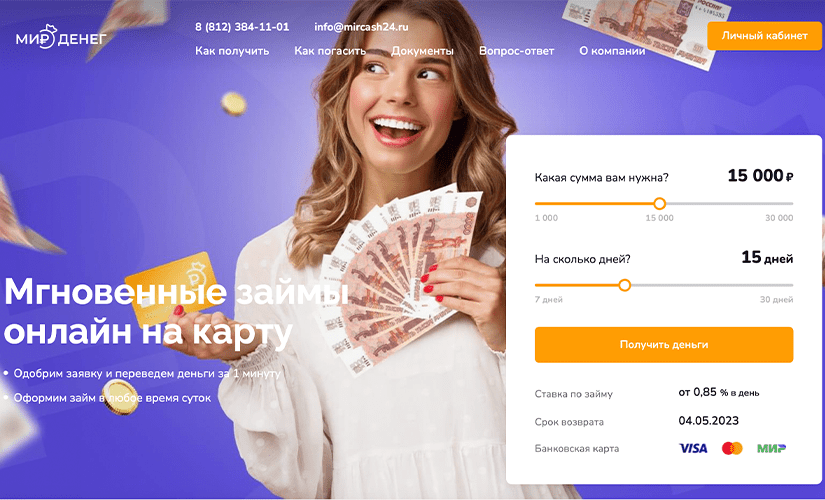 МИР ДЕНЕГ
8 (812) 384-11-01 info@mircash24.ru
Как получить Как погасить Документы Вопрос-ответ О компании
Личный кабинет
Мгновенные займы
онлайн на карту
Одобрим заявку и переведем деньги за 1 минуту
Оформим займ в любое время суток
Какая сумма вам нужна? 15 000 ₽
1 000 15 000 30 000
На сколько дней? 15 дней
7 дней 30 дней
Получить деньги
Ставка по займу от 0,85 % в день
Срок возврата 04.05.2023
Банковская карта VISA МИР